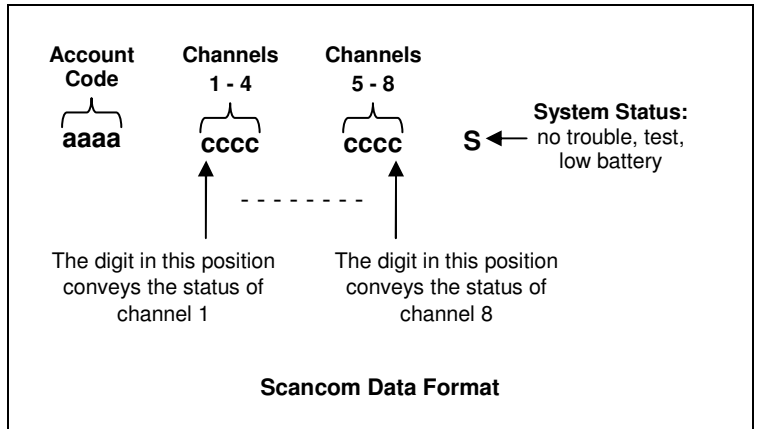 Account Code
Channels 1 - 4
Channels 5 - 8
aaaa
cccc
cccc
S
System Status:
no trouble, test,
low battery
- - - - - - - -
The digit in this position
conveys the status of
channel 1
The digit in this position
conveys the status of
channel 8
Scancom Data Format